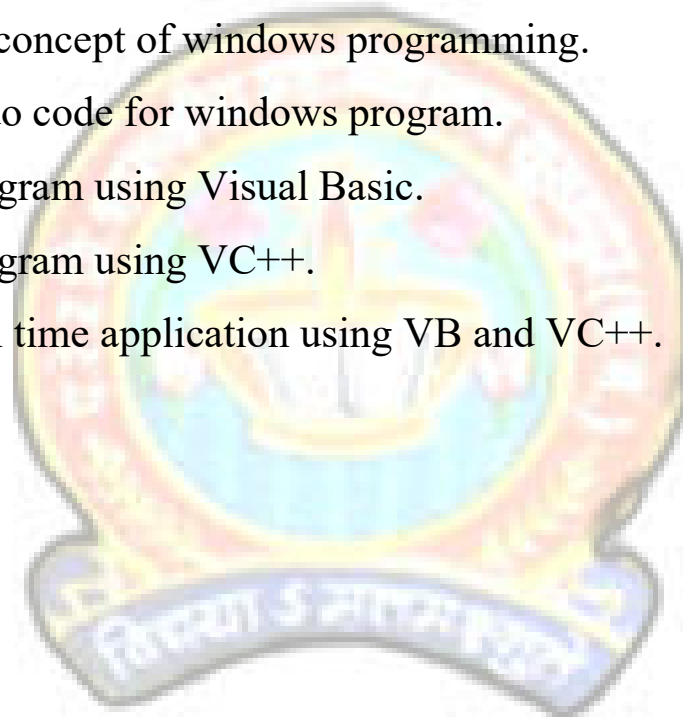 concept of windows programming.
o code for windows program.
gram using Visual Basic.
gram using VC++.
time application using VB and VC++.